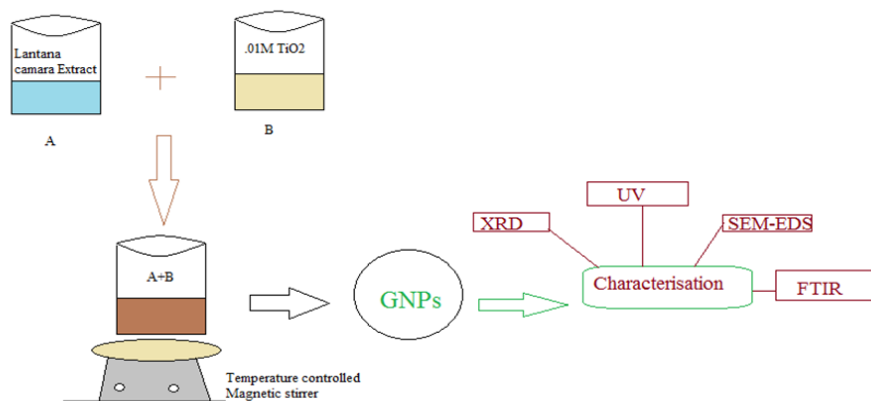 Lantana
camara Extract
.01M TiO2
A
B
UV
XRD
SEM-EDS
A+B
GNPs
Characterisation
FTIR
Temperature controlled
Magnetic stirrer